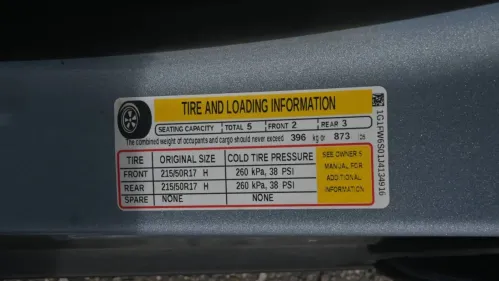 TIRE AND LOADING INFORMATION
SEATING CAPACITY TOTAL 5 FRONT 2 REAR 3
The combined weight of occupants and cargo should never exceed 396 kg or 873 lbs
TIRE ORIGINAL SIZE COLD TIRE PRESSURE
FRONT 215/50R17 H 260 kPa, 38 PSI
REAR 215/50R17 H 260 kPa, 38 PSI
SPARE NONE NONE
SEE OWNER'S
MANUAL FOR
ADDITIONAL
INFORMATION